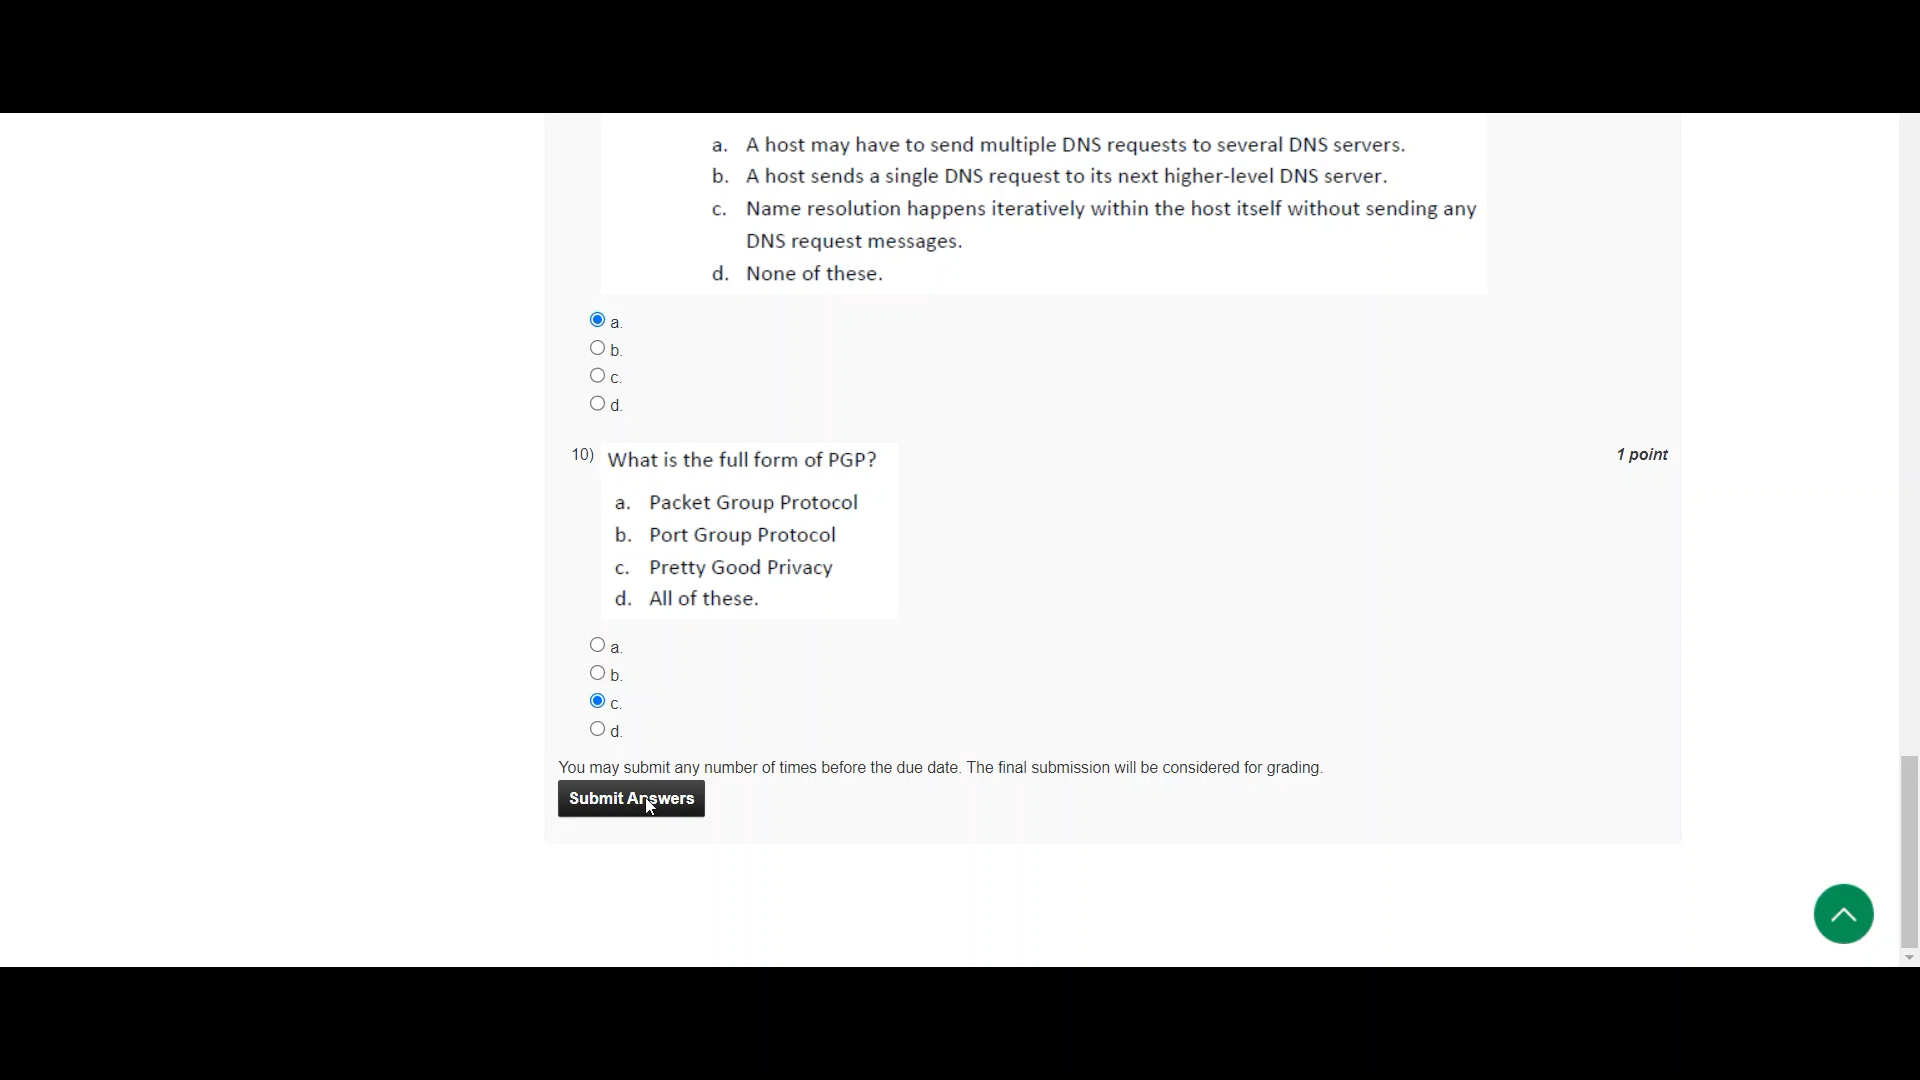 a. A host may have to send multiple DNS requests to several DNS servers.
b. A host sends a single DNS request to its next higher-level DNS server.
c. Name resolution happens iteratively within the host itself without sending any
DNS request messages.
d. None of these.
a.
b.
c.
d.
10) What is the full form of PGP? 1 point
a. Packet Group Protocol
b. Port Group Protocol
c. Pretty Good Privacy
d. All of these.
a.
b.
c.
d.
You may submit any number of times before the due date. The final submission will be considered for grading.
Submit Answers